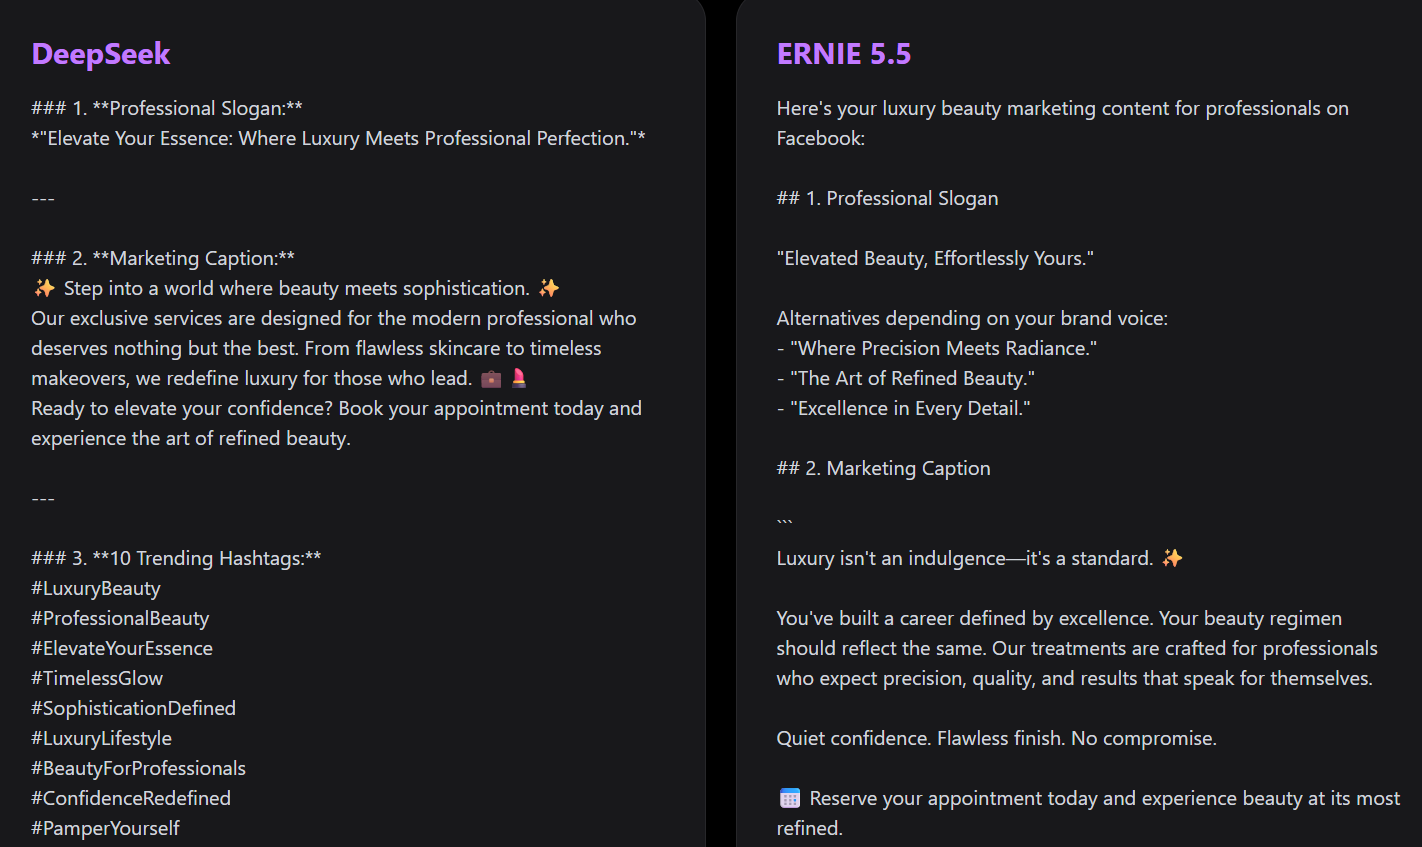 DeepSeek
### 1. **Professional Slogan:**
*"Elevate Your Essence: Where Luxury Meets Professional Perfection."*
---
### 2. **Marketing Caption:**
✨ Step into a world where beauty meets sophistication. ✨
Our exclusive services are designed for the modern professional who
deserves nothing but the best. From flawless skincare to timeless
makeovers, we redefine luxury for those who lead. 💼💄
Ready to elevate your confidence? Book your appointment today and
experience the art of refined beauty.
---
### 3. **10 Trending Hashtags:**
#LuxuryBeauty
#ProfessionalBeauty
#ElevateYourEssence
#TimelessGlow
#SophisticationDefined
#LuxuryLifestyle
#BeautyForProfessionals
#ConfidenceRedefined
#PamperYourself
ERNIE 5.5
Here's your luxury beauty marketing content for professionals on
Facebook:
## 1. Professional Slogan
"Elevated Beauty, Effortlessly Yours."
Alternatives depending on your brand voice:
- "Where Precision Meets Radiance."
- "The Art of Refined Beauty."
- "Excellence in Every Detail."
## 2. Marketing Caption
```
Luxury isn't an indulgence—it's a standard. ✨
You've built a career defined by excellence. Your beauty regimen
should reflect the same. Our treatments are crafted for professionals
who expect precision, quality, and results that speak for themselves.
Quiet confidence. Flawless finish. No compromise.
📅 Reserve your appointment today and experience beauty at its most
refined.